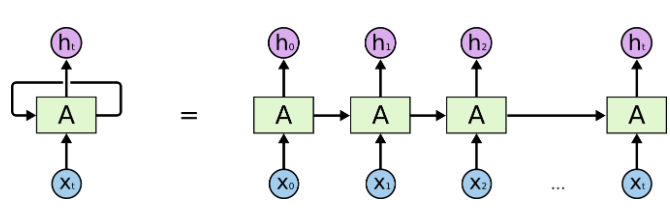 hₜ h₀ h₁ h₂ hₜ
A = A A A A
xₜ x₀ x₁ x₂ ... xₜ